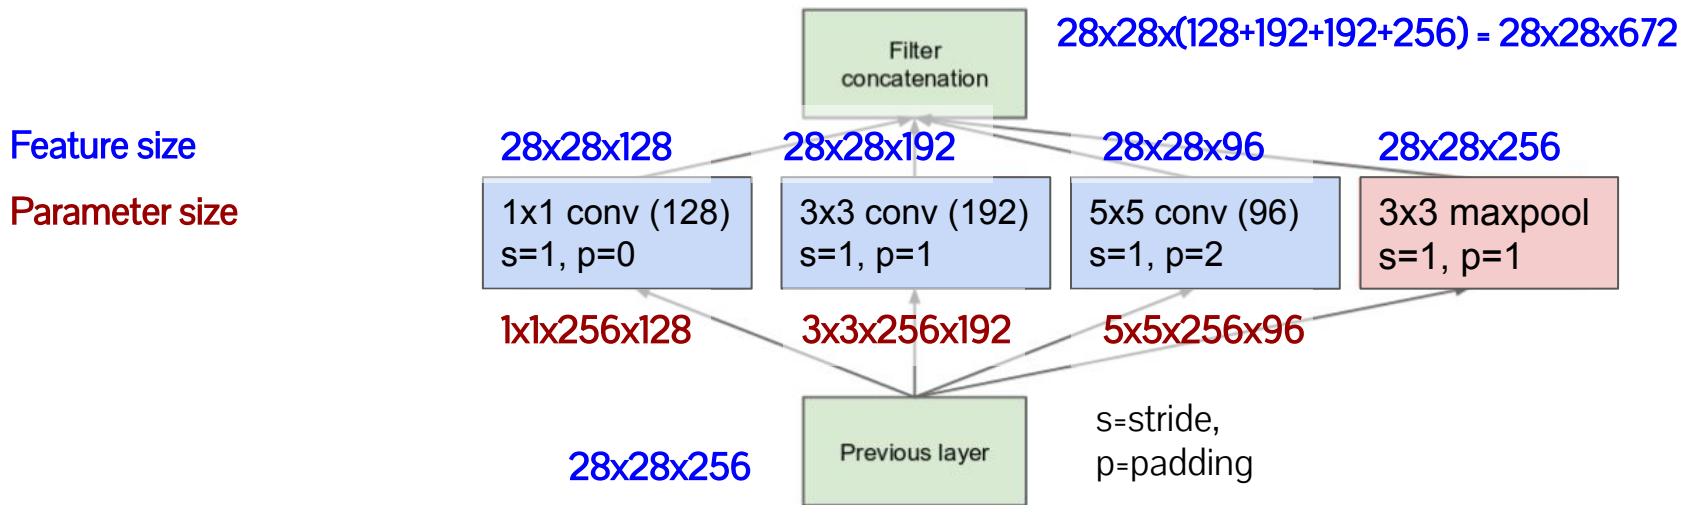 Filter
concatenation
28x28x(128+192+192+256) = 28x28x672
Feature size
28x28x128
28x28x192
28x28x96
28x28x256
Parameter size
1x1 conv (128)
s=1, p=0
3x3 conv (192)
s=1, p=1
5x5 conv (96)
s=1, p=2
3x3 maxpool
s=1, p=1
1x1x256x128
3x3x256x192
5x5x256x96
28x28x256
Previous layer
s=stride,
p=padding